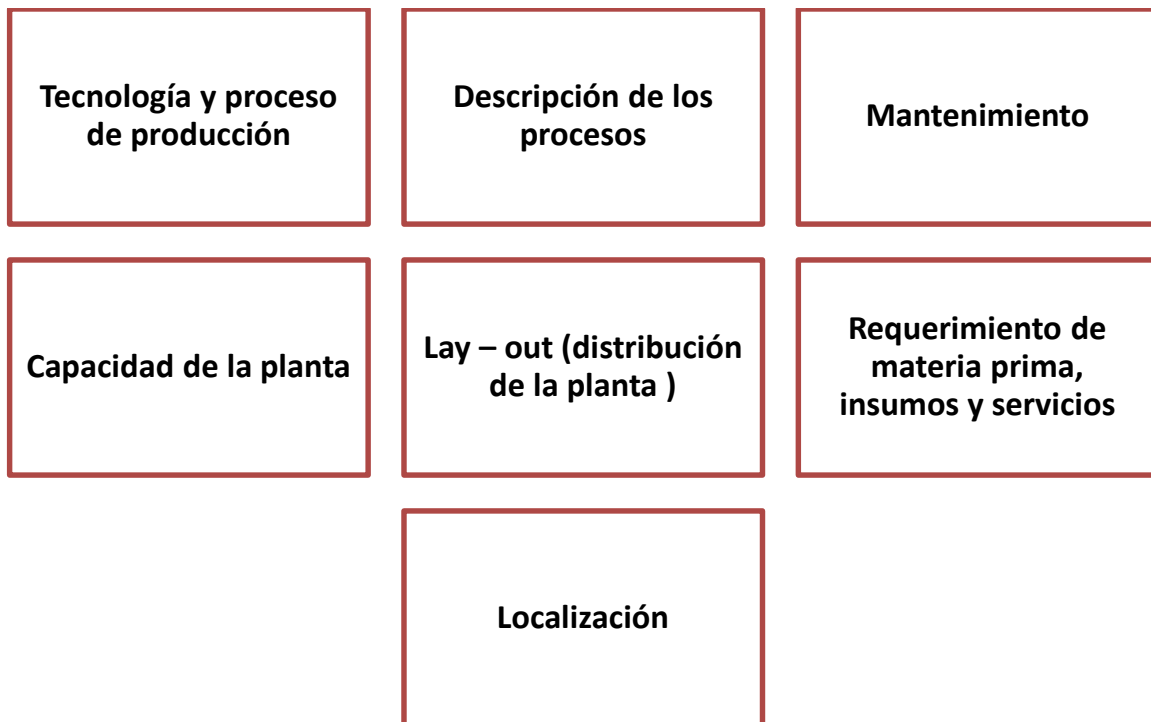 Tecnología y proceso
de producción
Descripción de los
procesos
Mantenimiento
Capacidad de la planta
Lay – out (distribución
de la planta )
Requerimiento de
materia prima,
insumos y servicios
Localización